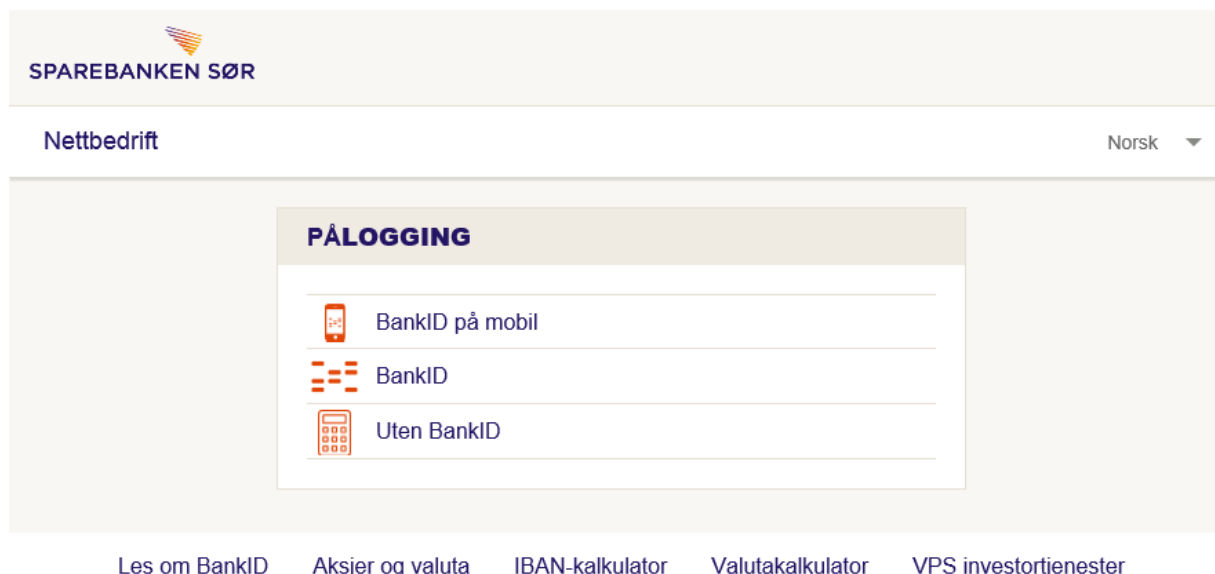 SPAREBANKEN SØR
Nettbedrift
Norsk
PÅLOGGING
BankID på mobil
BankID
Uten BankID
Les om BankID Aksjer og valuta IBAN-kalkulator Valutakalkulator VPS investortjenester